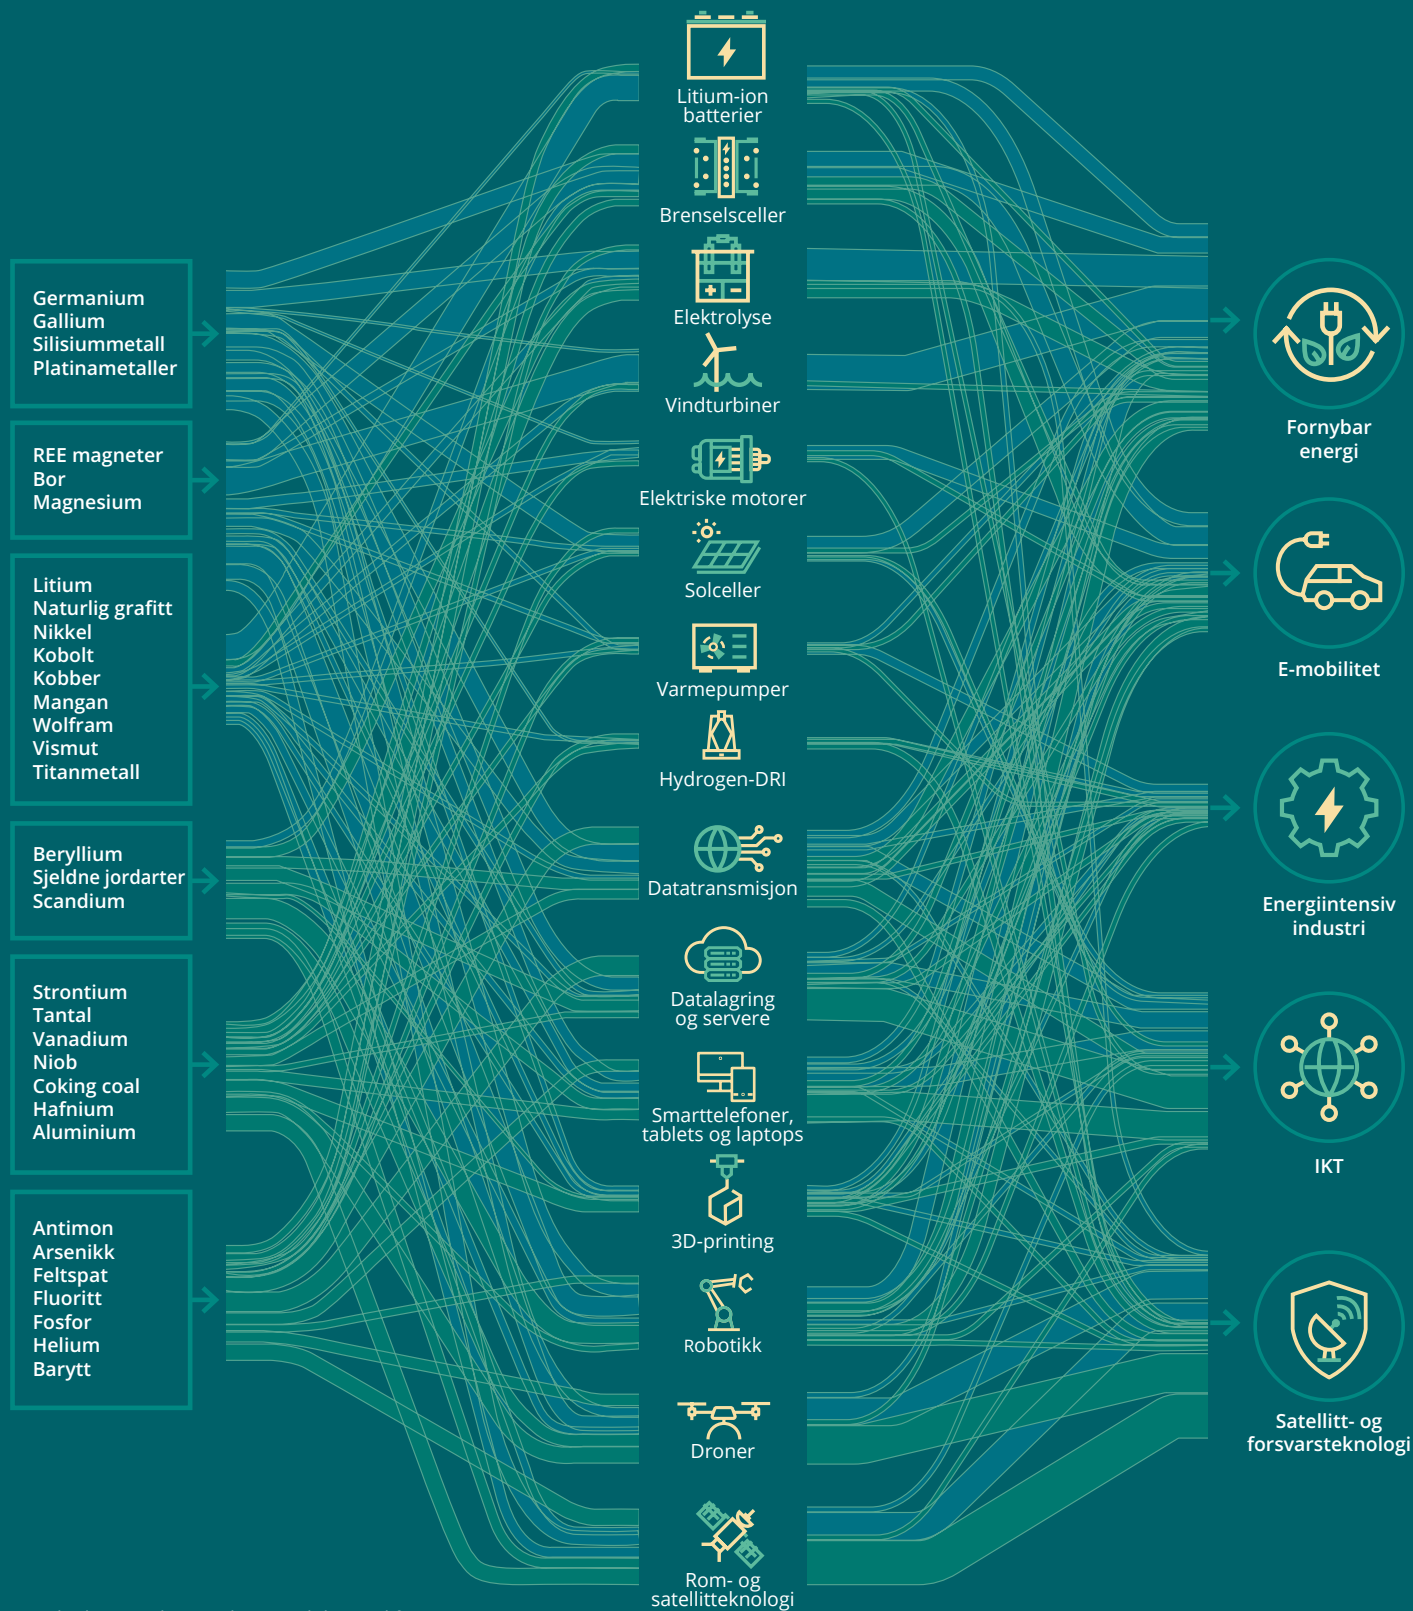 Germanium
Gallium
Silisiummetall
Platinametaller
REE magneter
Bor
Magnesium
Litium
Naturlig grafitt
Nikkel
Kobolt
Kobber
Mangan
Wolfram
Vismut
Titanmetall
Beryllium
Sjeldne jordarter
Scandium
Strontium
Tantal
Vanadium
Niob
Coking coal
Hafnium
Aluminium
Antimon
Arsenikk
Feltspat
Fluoritt
Fosfor
Helium
Barytt
Litium-ion
batterier
Brenselsceller
Elektrolyse
Vindturbiner
Elektriske motorer
Solceller
Varmepumper
Hydrogen-DRI
Datatransmisjon
Datalagring
og servere
Smarttelefoner,
tablets og laptops
3D-printing
Robotikk
Droner
Rom- og
satellitteknologi
Fornybar
energi
E-mobilitet
Energiintensiv
industri
IKT
Satellitt- og
forsvarsteknologi